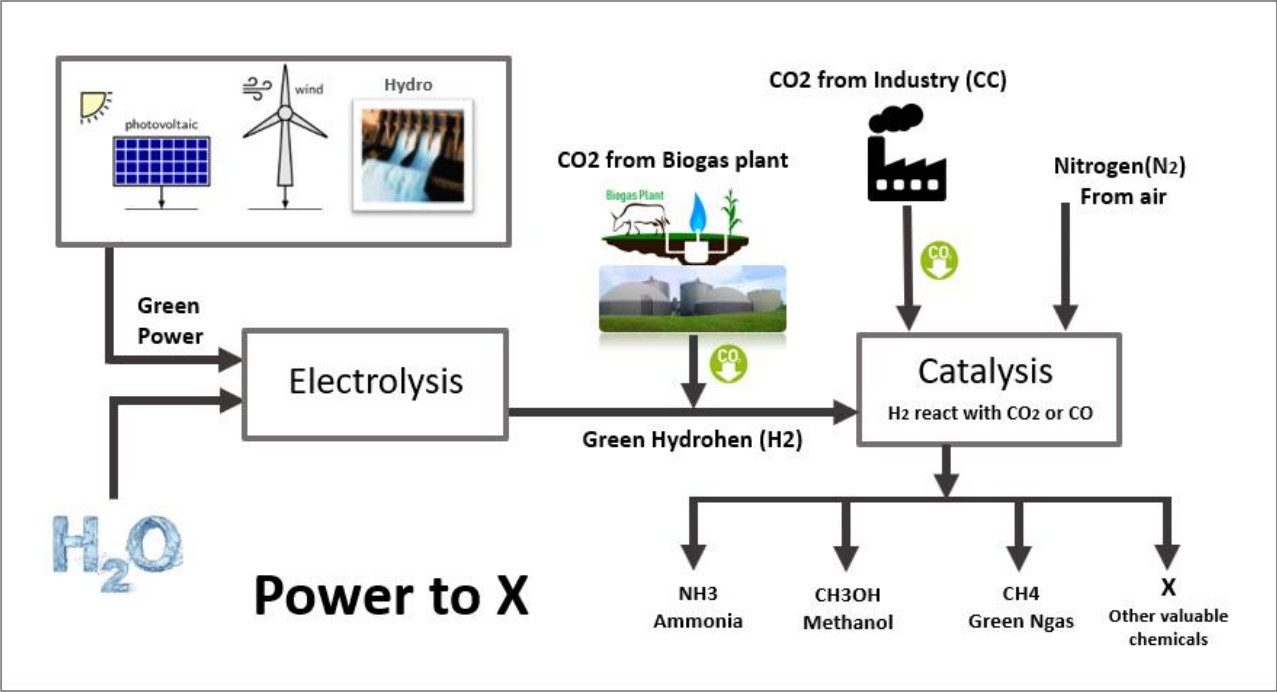 photovoltaic
wind
Hydro
CO2 from Industry (CC)
CO2 from Biogas plant
Biogas Plant
Nitrogen(N2)
From air
CO2
Green
Power
Electrolysis
CO2
Catalysis
H2 react with CO2 or CO
Green Hydrohen (H2)
H2O
Power to X
NH3
Ammonia
CH3OH
Methanol
CH4
Green Ngas
X
Other valuable
chemicals